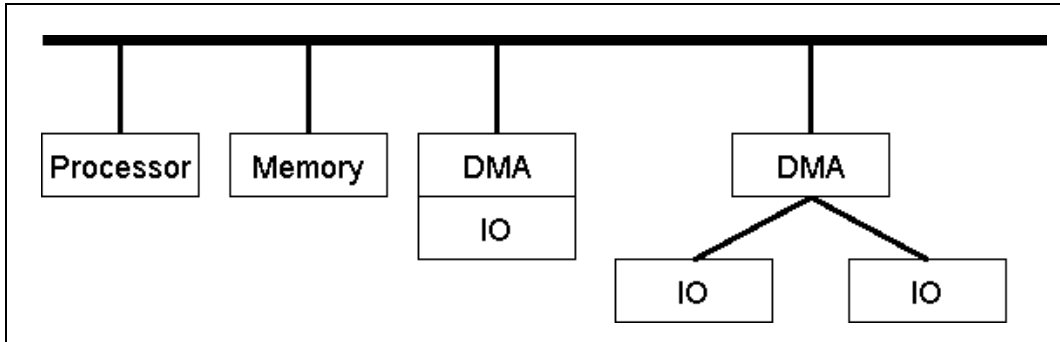 Processor
Memory
DMA
DMA
IO
IO
IO